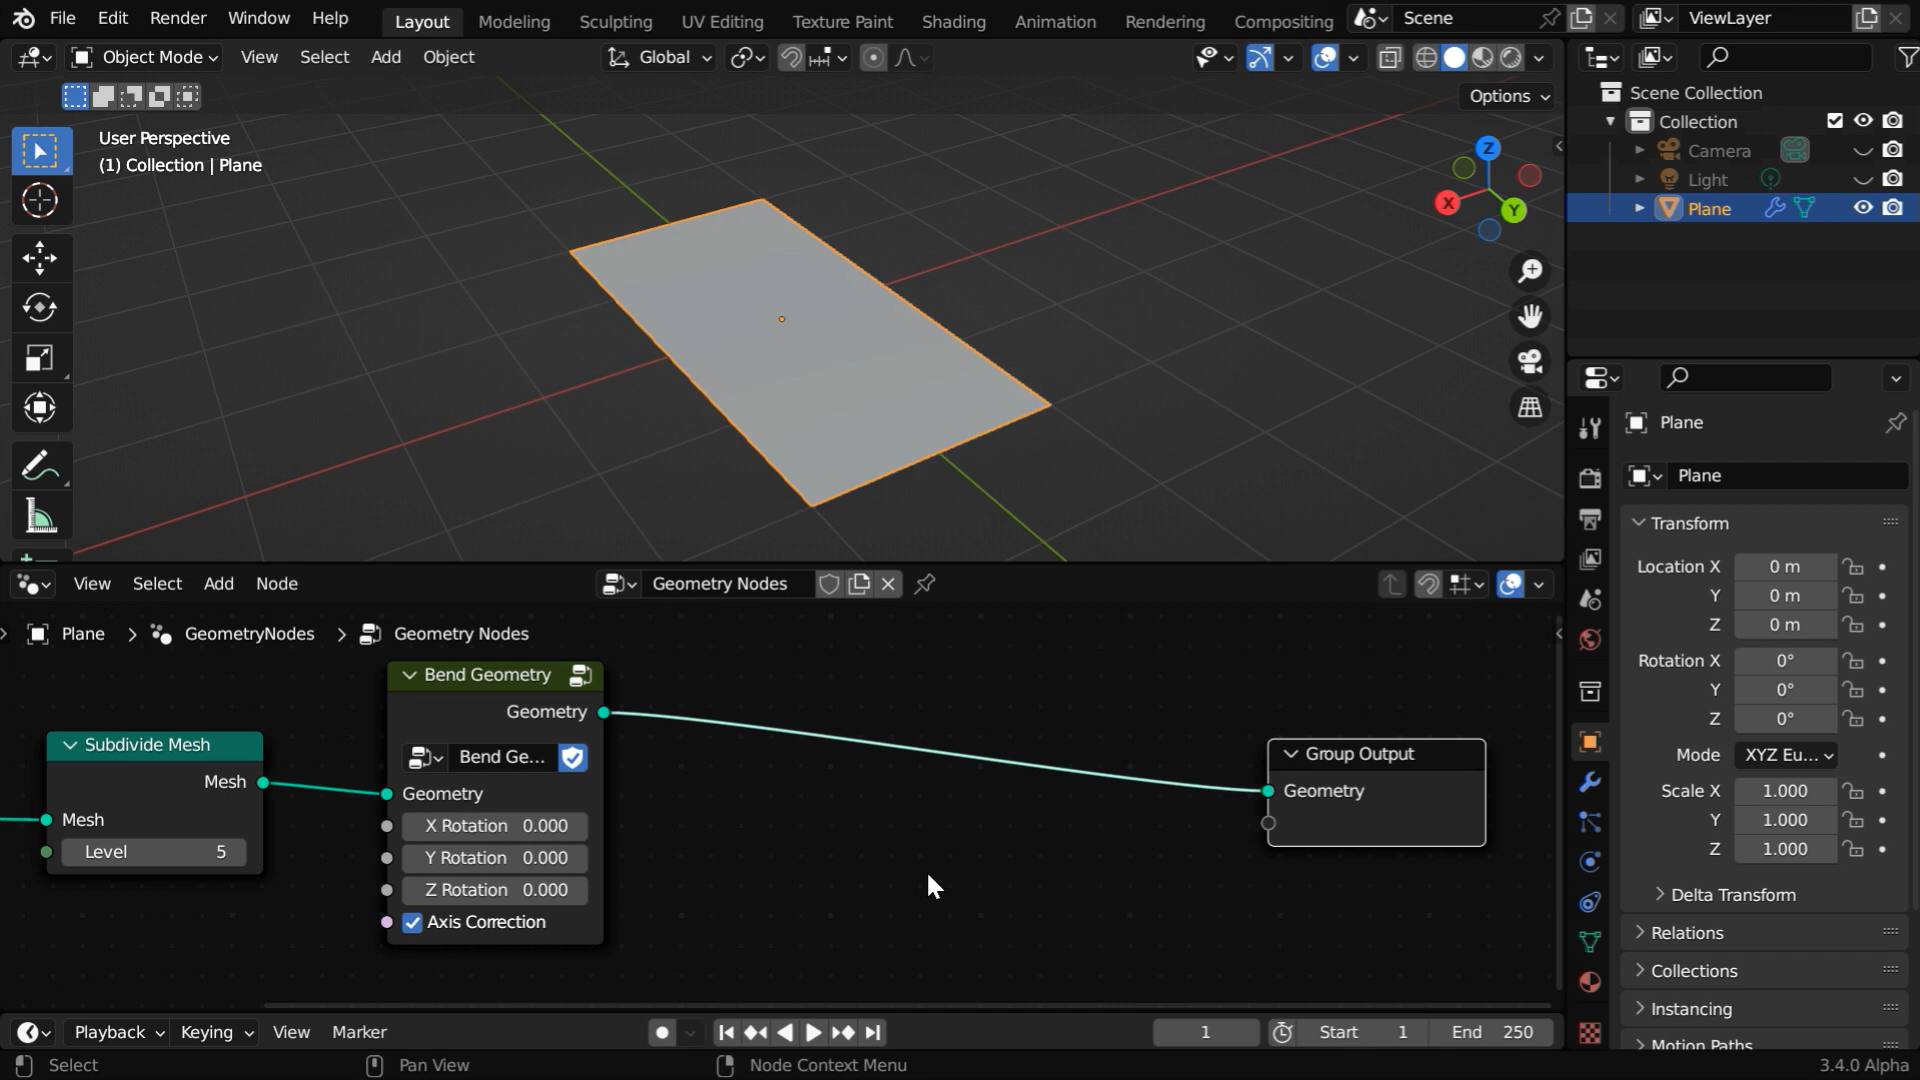 File Edit Render Window Help Layout Modeling Sculpting UV Editing Texture Paint Shading Animation Rendering Compositing Scene ViewLayer
Object Mode View Select Add Object Global
Options
User Perspective
(1) Collection | Plane
Z
X
Y
Scene Collection
Collection
Camera
Light
Plane
Plane
Plane
Transform
Location X 0 m
Y 0 m
Z 0 m
Rotation X 0°
Y 0°
Z 0°
Mode XYZ Eu...
Scale X 1.000
Y 1.000
Z 1.000
Delta Transform
Relations
Collections
Instancing
Motion Paths
View Select Add Node Geometry Nodes
Plane GeometryNodes Geometry Nodes
Subdivide Mesh
Mesh
Mesh
Level 5
Bend Geometry
Geometry
Bend Ge...
Geometry
X Rotation 0.000
Y Rotation 0.000
Z Rotation 0.000
Axis Correction
Group Output
Geometry
Playback Keying View Marker 1 Start 1 End 250
Select Pan View Node Context Menu 3.4.0 Alpha